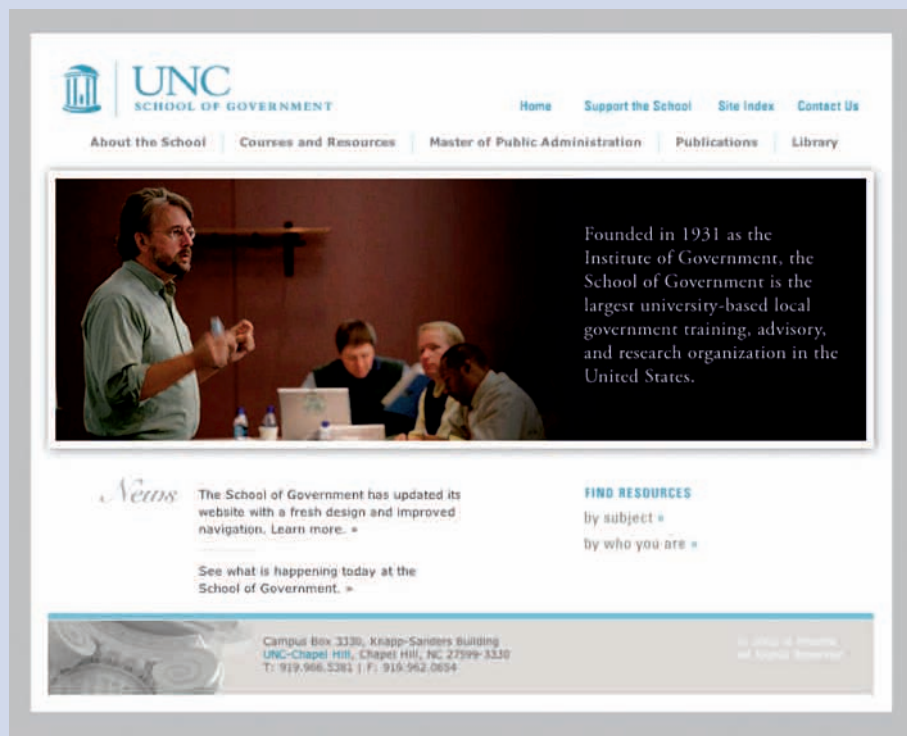 UNC
SCHOOL OF GOVERNMENT
Home Support the School Site Index Contact Us
About the School Courses and Resources Master of Public Administration Publications Library
Founded in 1931 as the
Institute of Government, the
School of Government is the
largest university-based local
government training, advisory,
and research organization in the
United States.
News
The School of Government has updated its
website with a fresh design and improved
navigation. Learn more. »
See what is happening today at the
School of Government. »
FIND RESOURCES
by subject »
by who you are »
Campus Box 3330, Knapp-Sanders Building
UNC-Chapel Hill, Chapel Hill, NC 27599-3330
T: 919.966.5381 | F: 919.962.0654